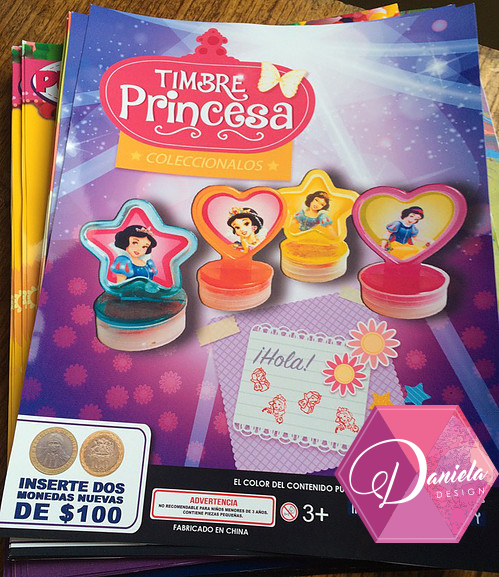 TIMBRE
Princesa
COLECCIONALOS
¡Hola!
INSERTE DOS
MONEDAS NUEVAS
DE $100
EL COLOR DEL CONTENIDO
ADVERTENCIA
NO RECOMENDABLE PARA NIÑOS MENORES DE 3 AÑOS.
CONTIENE PIEZAS PEQUEÑAS.
3+
FABRICADO EN CHINA
Daniela
DESIGN